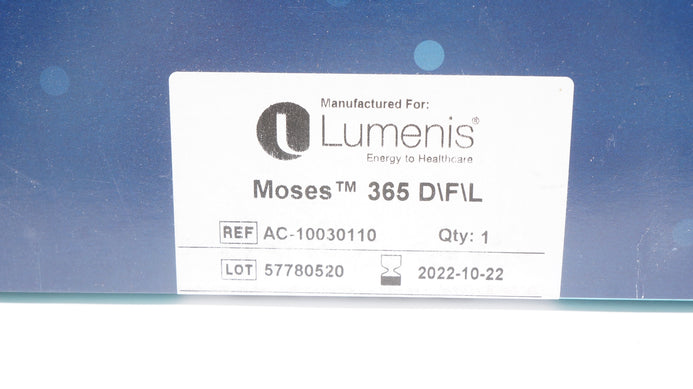 Manufactured For:
Lumenis®
Energy to Healthcare
Moses™ 365 D\F\L
REF AC-10030110 Qty: 1
LOT 57780520 2022-10-22